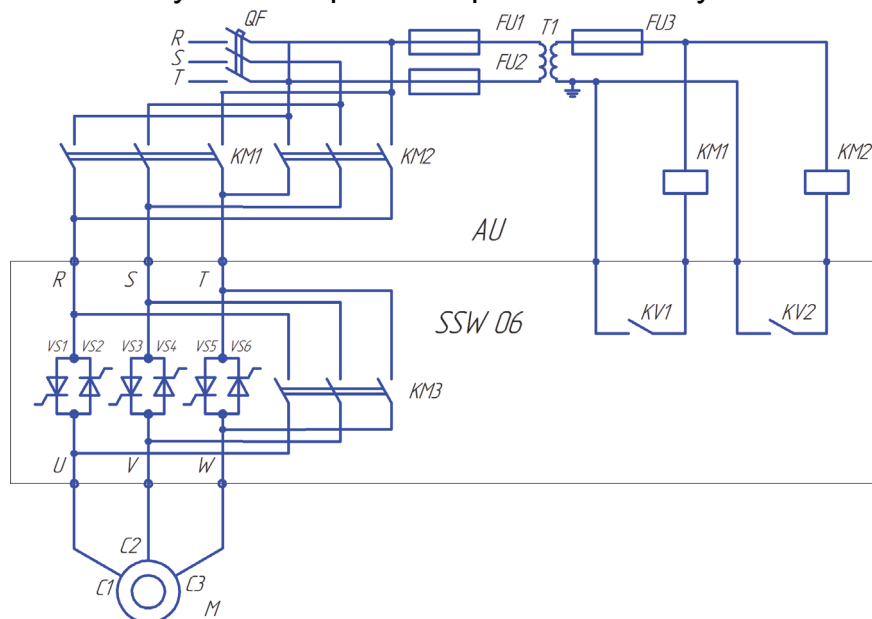 QF
R
S
T
FU1
FU2
T1
FU3
KM1
KM2
KM1
KM2
AU
R
S
T
SSW 06
KV1
KV2
VS1
VS2
VS3
VS4
VS5
VS6
KM3
U
V
W
C2
C1
C3
M